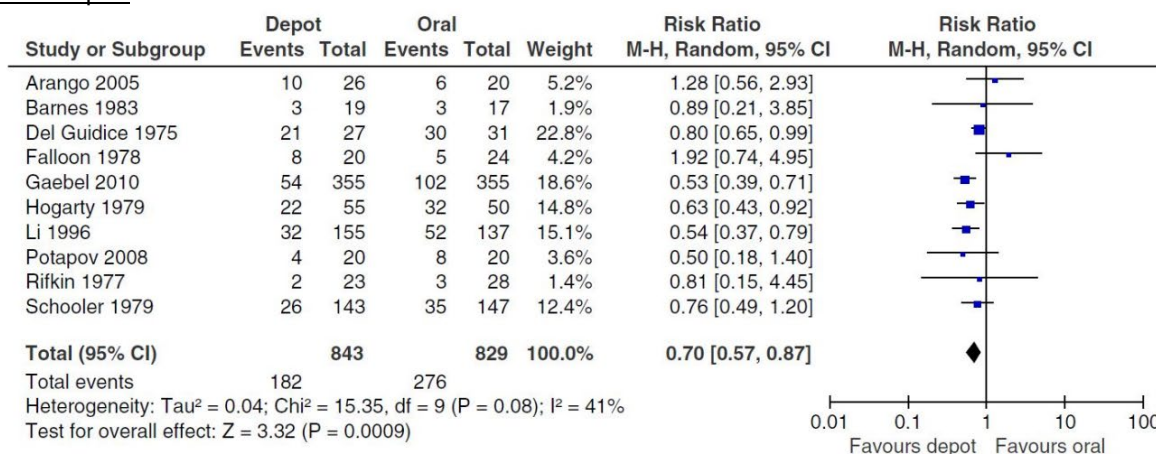 Depot Oral Risk Ratio Risk Ratio
Study or Subgroup Events Total Events Total Weight M-H, Random, 95% CI M-H, Random, 95% CI
Arango 2005 10 26 6 20 5.2% 1.28 [0.56, 2.93]
Barnes 1983 3 19 3 17 1.9% 0.89 [0.21, 3.85]
Del Guidice 1975 21 27 30 31 22.8% 0.80 [0.65, 0.99]
Falloon 1978 8 20 5 24 4.2% 1.92 [0.74, 4.95]
Gaebel 2010 54 355 102 355 18.6% 0.53 [0.39, 0.71]
Hogarty 1979 22 55 32 50 14.8% 0.63 [0.43, 0.92]
Li 1996 32 155 52 137 15.1% 0.54 [0.37, 0.79]
Potapov 2008 4 20 8 20 3.6% 0.50 [0.18, 1.40]
Rifkin 1977 2 23 3 28 1.4% 0.81 [0.15, 4.45]
Schooler 1979 26 143 35 147 12.4% 0.76 [0.49, 1.20]
Total (95% CI) 843 829 100.0% 0.70 [0.57, 0.87]
Total events 182 276
Heterogeneity: Tau² = 0.04; Chi² = 15.35, df = 9 (P = 0.08); I² = 41%
Test for overall effect: Z = 3.32 (P = 0.0009)
0.01 0.1 1 10 100
Favours depot Favours oral